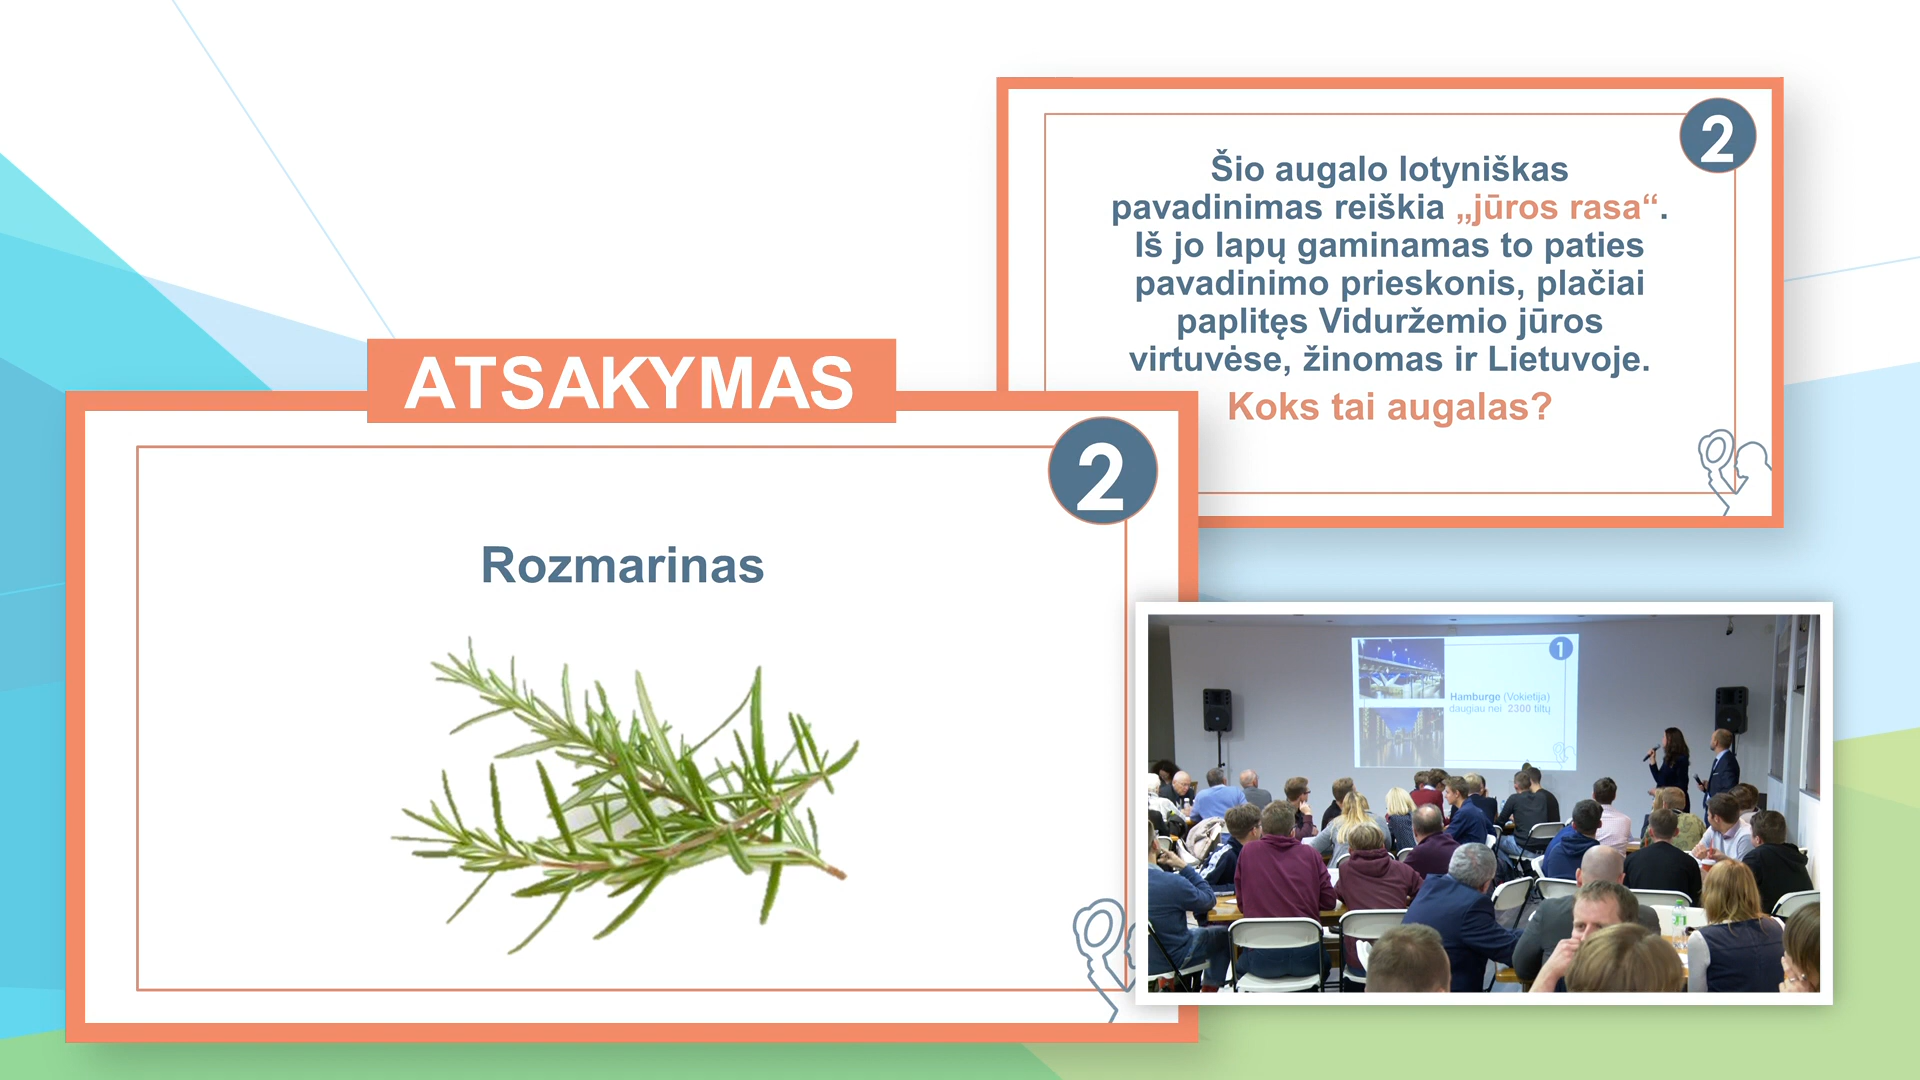 2
Šio augalo lotyniškas
pavadinimas reiškia „jūros rasa“.
Iš jo lapų gaminamas to paties
pavadinimo prieskonis, plačiai
paplitęs Viduržemio jūros
virtuvėse, žinomas ir Lietuvoje.
Koks tai augalas?
ATSAKYMAS
2
Rozmarinas
1
Hamburge (Vokietija)
daugiau nei 2300 tiltų